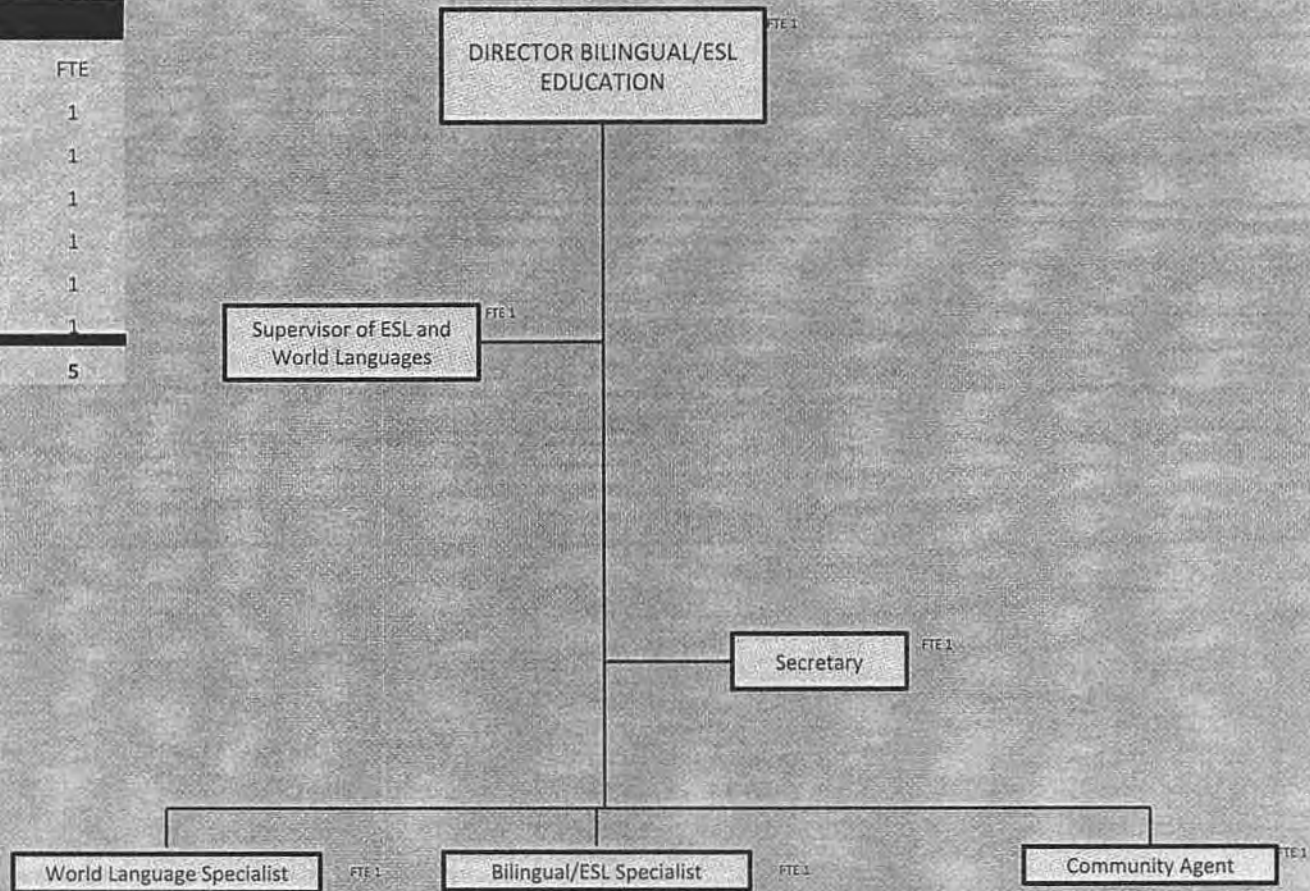 FTE
1
1
1
1
1
1
5
DIRECTOR BILINGUAL/ESL
EDUCATION
FTE 1
Supervisor of ESL and
World Languages
FTE 1
Secretary
FTE 1
World Language Specialist
FTE 1
Bilingual/ESL Specialist
FTE 1
Community Agent
FTE 1